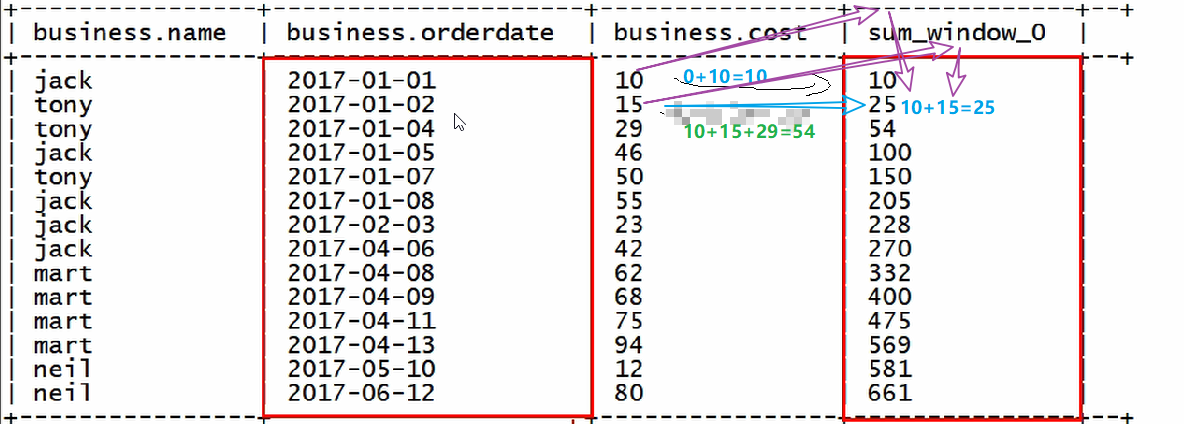 +-----------------+----------------------+-----------------+----------------+--+
| business.name | business.orderdate | business.cost | sum_window_0 |
+-----------------+----------------------+-----------------+----------------+--+
| jack | 2017-01-01 | 10 0+10=10 | 10 |
| tony | 2017-01-02 | 15 | 25 10+15=25 |
| tony | 2017-01-04 | 29 10+15+29=54 | 54 |
| jack | 2017-01-05 | 46 | 100 |
| tony | 2017-01-07 | 50 | 150 |
| jack | 2017-01-08 | 55 | 205 |
| jack | 2017-02-03 | 23 | 228 |
| jack | 2017-04-06 | 42 | 270 |
| mart | 2017-04-08 | 62 | 332 |
| mart | 2017-04-09 | 68 | 400 |
| mart | 2017-04-11 | 75 | 475 |
| mart | 2017-04-13 | 94 | 569 |
| neil | 2017-05-10 | 12 | 581 |
| neil | 2017-06-12 | 80 | 661 |
+-----------------+----------------------+-----------------+----------------+--+